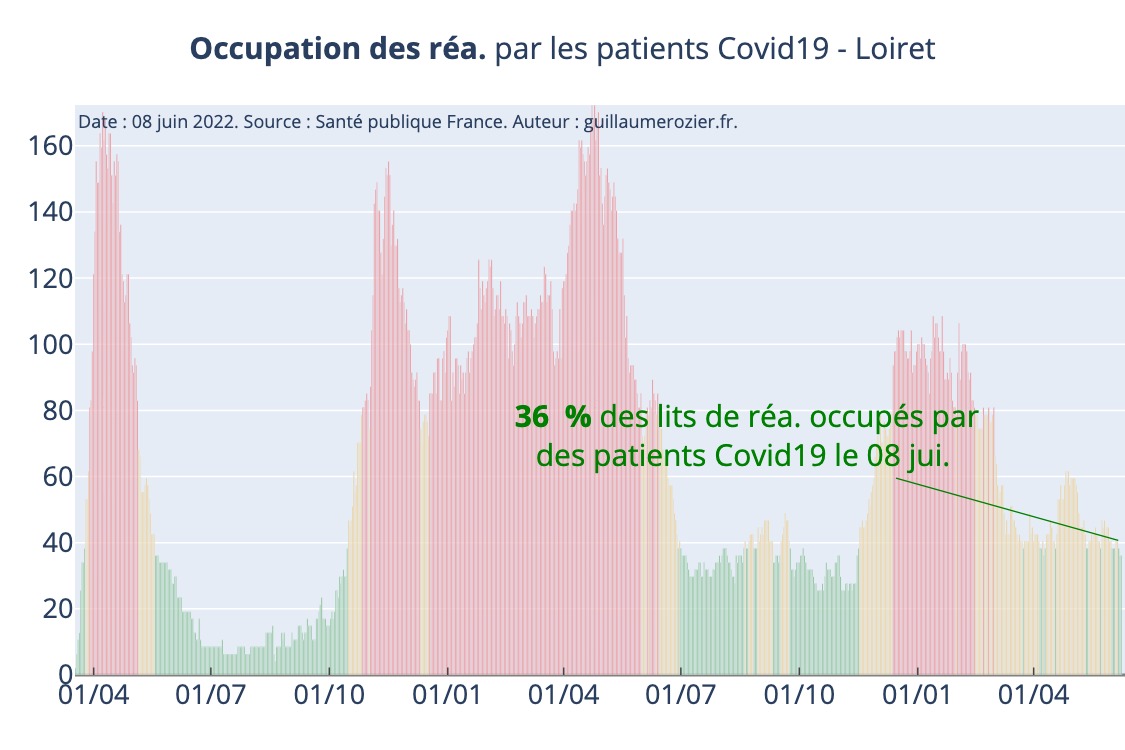 Occupation des réa. par les patients Covid19 - Loiret
Date : 08 juin 2022. Source : Santé publique France. Auteur : guillaumerozier.fr.
160
140
120
100
80
60
40
20
0
36 % des lits de réa. occupés par
des patients Covid19 le 08 jui.
01/04 01/07 01/10 01/01 01/04 01/07 01/10 01/01 01/04